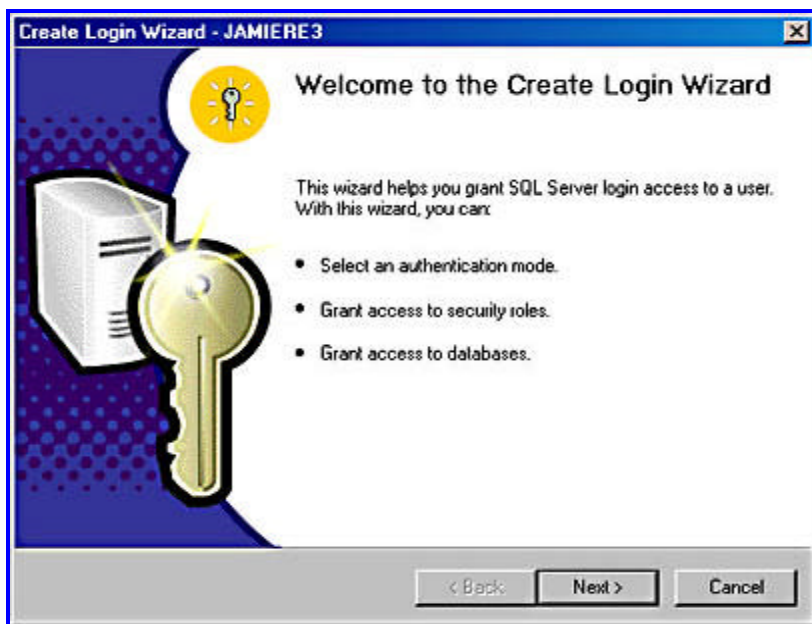 Create Login Wizard - JAMIERE3
Welcome to the Create Login Wizard
This wizard helps you grant SQL Server login access to a user.
With this wizard, you can:
• Select an authentication mode.
• Grant access to security roles.
• Grant access to databases.
< Back
Next >
Cancel